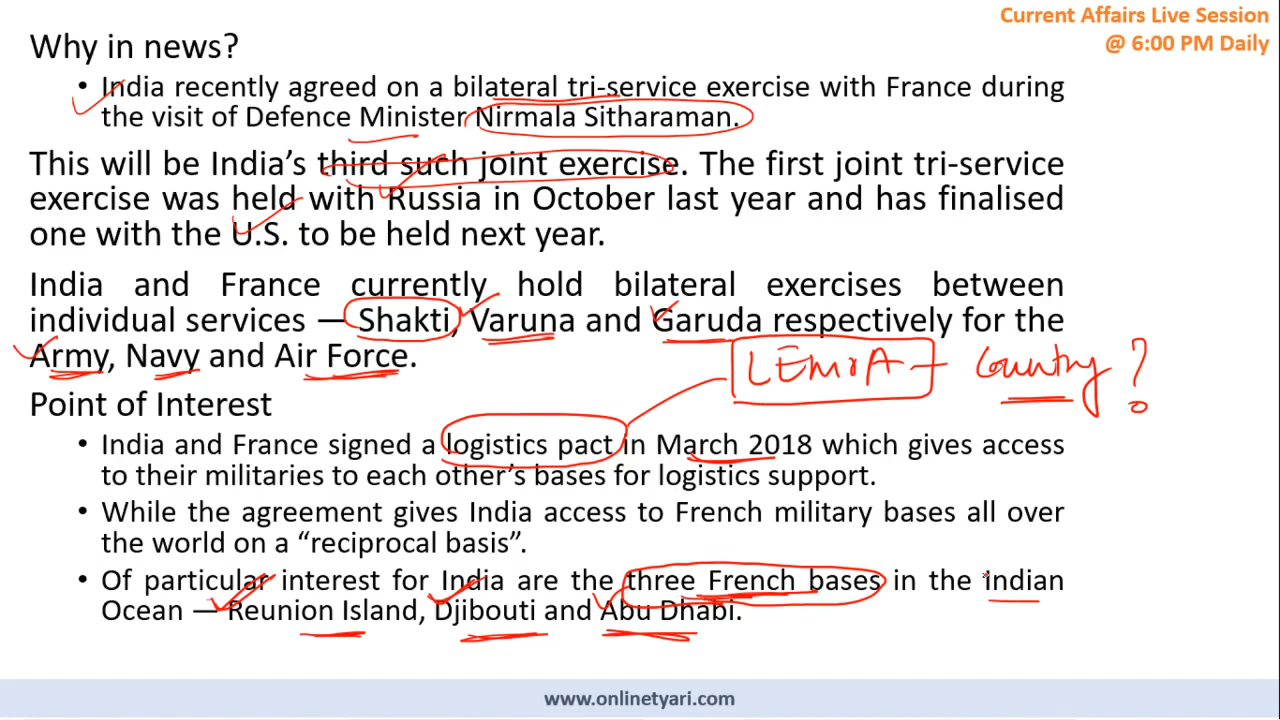 Current Affairs Live Session
@ 6:00 PM Daily
Why in news?
• India recently agreed on a bilateral tri-service exercise with France during
the visit of Defence Minister Nirmala Sitharaman.
This will be India's third such joint exercise. The first joint tri-service
exercise was held with Russia in October last year and has finalised
one with the U.S. to be held next year.
India and France currently hold bilateral exercises between
individual services — Shakti, Varuna and Garuda respectively for the
Army, Navy and Air Force.
LEMOA - Country ?
Point of Interest
• India and France signed a logistics pact in March 2018 which gives access
to their militaries to each other's bases for logistics support.
• While the agreement gives India access to French military bases all over
the world on a “reciprocal basis”.
• Of particular interest for India are the three French bases in the Indian
Ocean — Reunion Island, Djibouti and Abu Dhabi.
www.onlinetyari.com